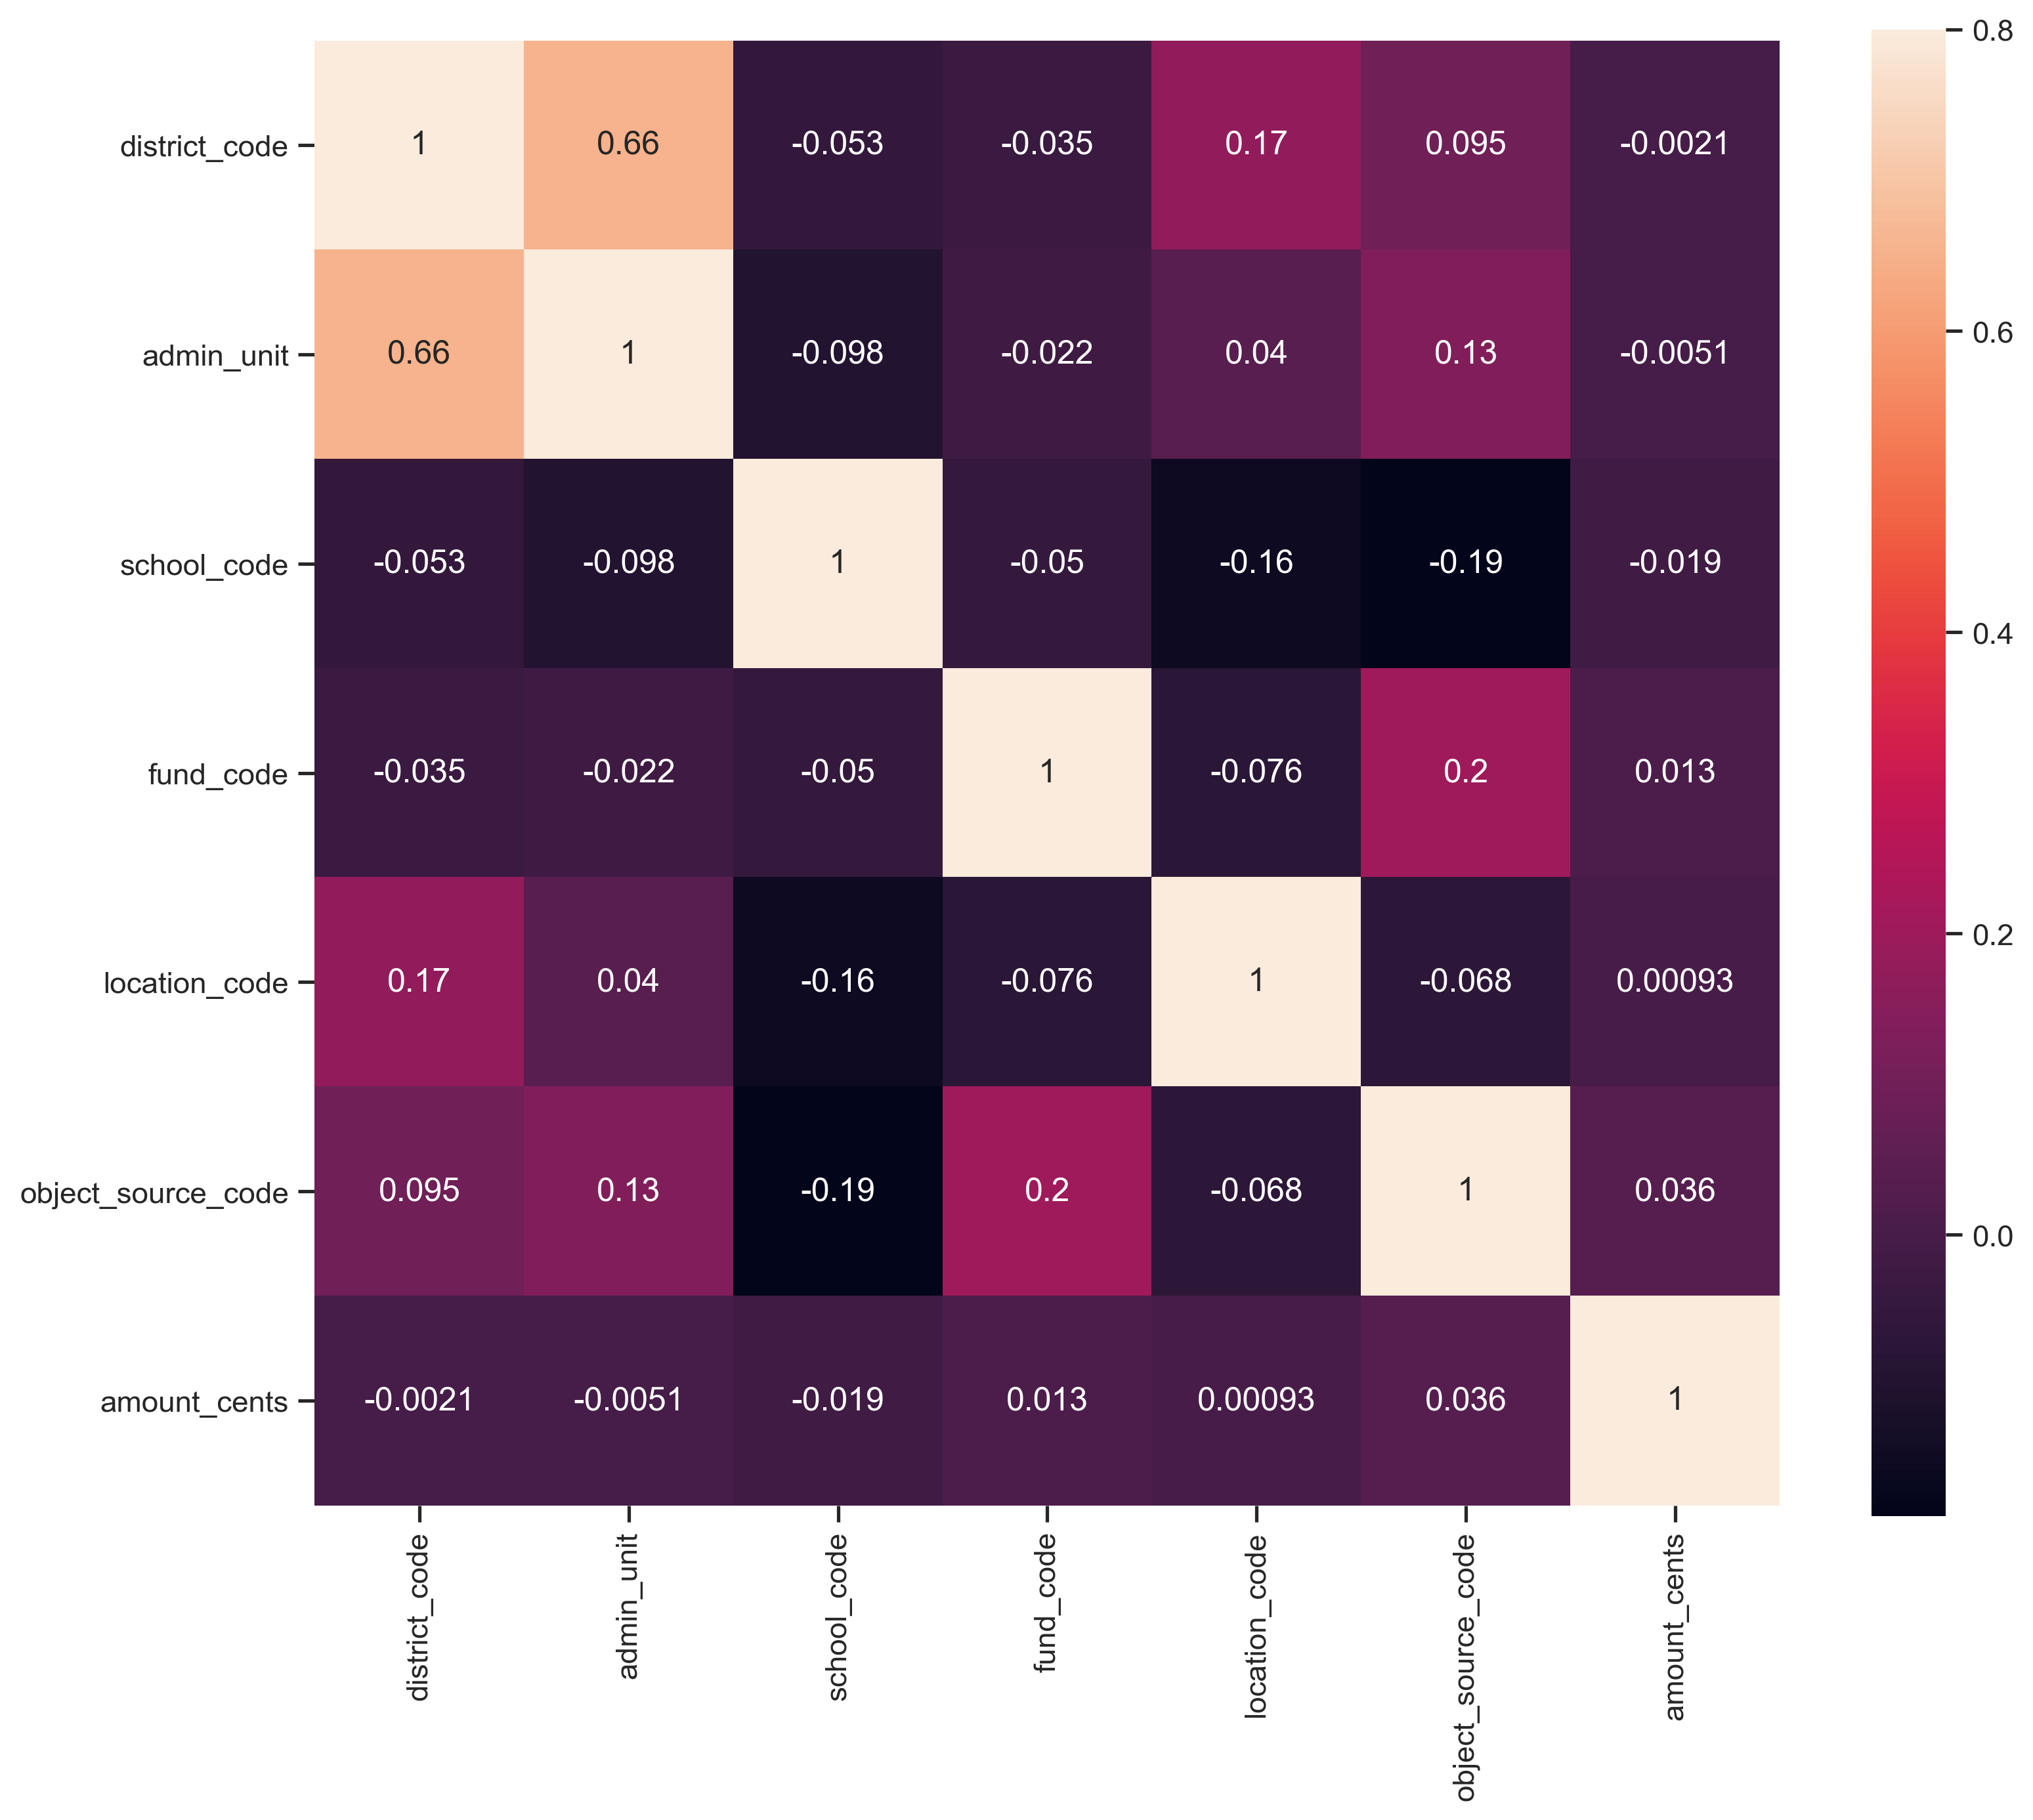 0.8
district_code 1 0.66 -0.053 -0.035 0.17 0.095 -0.0021
admin_unit 0.66 1 -0.098 -0.022 0.04 0.13 -0.0051
0.6
school_code -0.053 -0.098 1 -0.05 -0.16 -0.19 -0.019
0.4
fund_code -0.035 -0.022 -0.05 1 -0.076 0.2 0.013
0.2
location_code 0.17 0.04 -0.16 -0.076 1 -0.068 0.00093
object_source_code 0.095 0.13 -0.19 0.2 -0.068 1 0.036
0.0
amount_cents -0.0021 -0.0051 -0.019 0.013 0.00093 0.036 1
district_code
admin_unit
school_code
fund_code
location_code
object_source_code
amount_cents